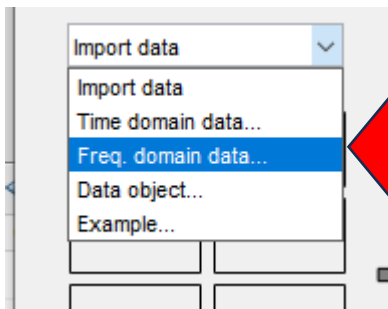 Import data
Import data
Time domain data...
Freq. domain data...
Data object...
Example...